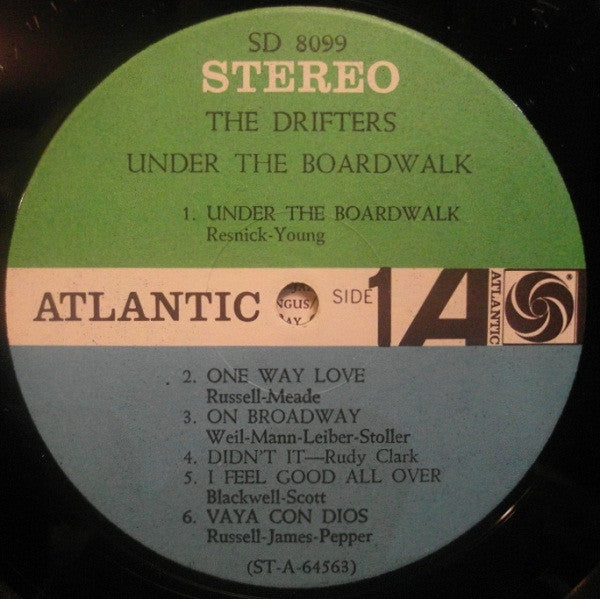 SD 8099
STEREO
THE DRIFTERS
UNDER THE BOARDWALK
1. UNDER THE BOARDWALK
Resnick-Young
ATLANTIC
SIDE 1
A
ATLANTIC
®
NGUS/
2. ONE WAY LOVE
Russell-Meade
3. ON BROADWAY
Weil-Mann-Leiber-Stoller
4. DIDN'T IT—Rudy Clark
5. I FEEL GOOD ALL OVER
Blackwell-Scott
6. VAYA CON DIOS
Russell-James-Pepper
(ST-A-64563)